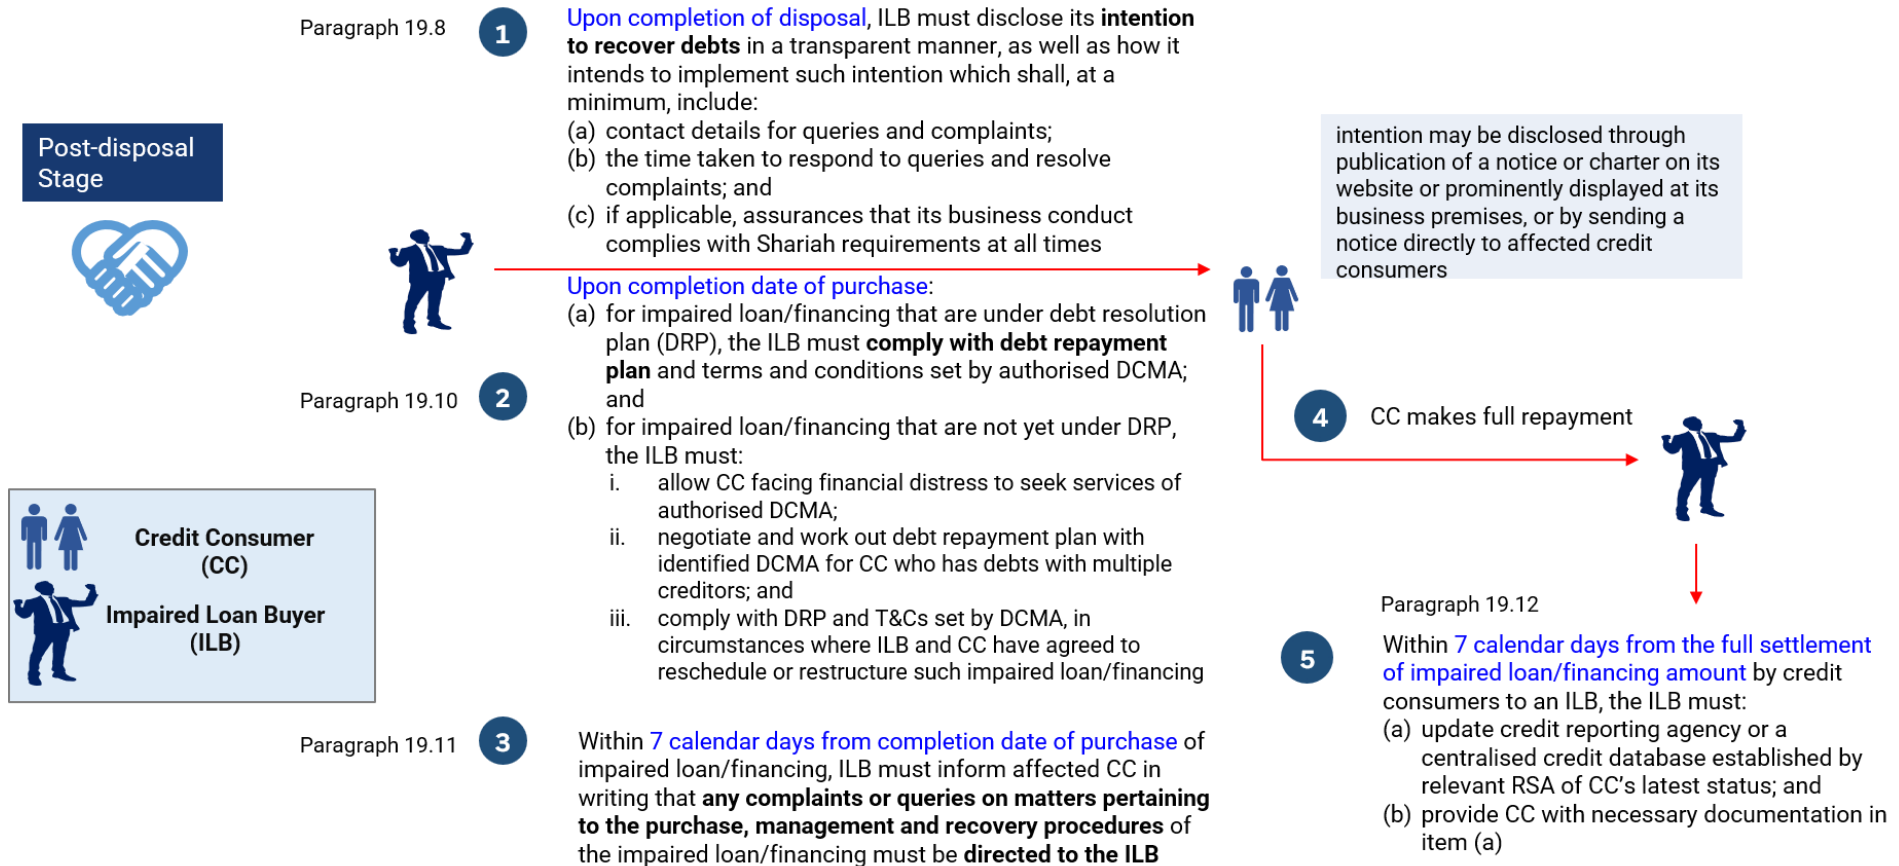 Paragraph 19.8
1
Upon completion of disposal, ILB must disclose its intention
to recover debts in a transparent manner, as well as how it
intends to implement such intention which shall, at a
minimum, include:
(a) contact details for queries and complaints;
(b) the time taken to respond to queries and resolve
complaints; and
(c) if applicable, assurances that its business conduct
complies with Shariah requirements at all times
Post-disposal
Stage
intention may be disclosed through
publication of a notice or charter on its
website or prominently displayed at its
business premises, or by sending a
notice directly to affected credit
consumers
Paragraph 19.10
2
Upon completion date of purchase:
(a) for impaired loan/financing that are under debt resolution
plan (DRP), the ILB must comply with debt repayment
plan and terms and conditions set by authorised DCMA;
and
(b) for impaired loan/financing that are not yet under DRP,
the ILB must:
i. allow CC facing financial distress to seek services of
authorised DCMA;
ii. negotiate and work out debt repayment plan with
identified DCMA for CC who has debts with multiple
creditors; and
iii. comply with DRP and T&Cs set by DCMA, in
circumstances where ILB and CC have agreed to
reschedule or restructure such impaired loan/financing
Credit Consumer
(CC)
Impaired Loan Buyer
(ILB)
Paragraph 19.11
3
Within 7 calendar days from completion date of purchase of
impaired loan/financing, ILB must inform affected CC in
writing that any complaints or queries on matters pertaining
to the purchase, management and recovery procedures of
the impaired loan/financing must be directed to the ILB
4
CC makes full repayment
Paragraph 19.12
5
Within 7 calendar days from the full settlement
of impaired loan/financing amount by credit
consumers to an ILB, the ILB must:
(a) update credit reporting agency or a
centralised credit database established by
relevant RSA of CC's latest status; and
(b) provide CC with necessary documentation in
item (a)